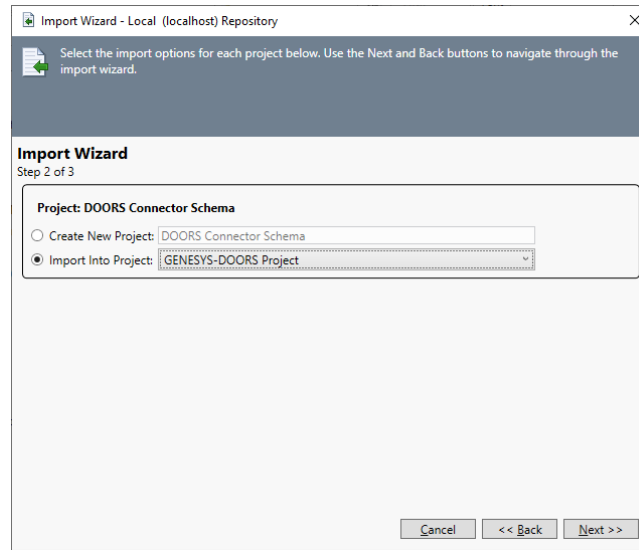 Import Wizard - Local (localhost) Repository
Select the import options for each project below. Use the Next and Back buttons to navigate through the
import wizard.
Import Wizard
Step 2 of 3
Project: DOORS Connector Schema
Create New Project: DOORS Connector Schema
Import Into Project: GENESYS-DOORS Project
Cancel << Back Next >>